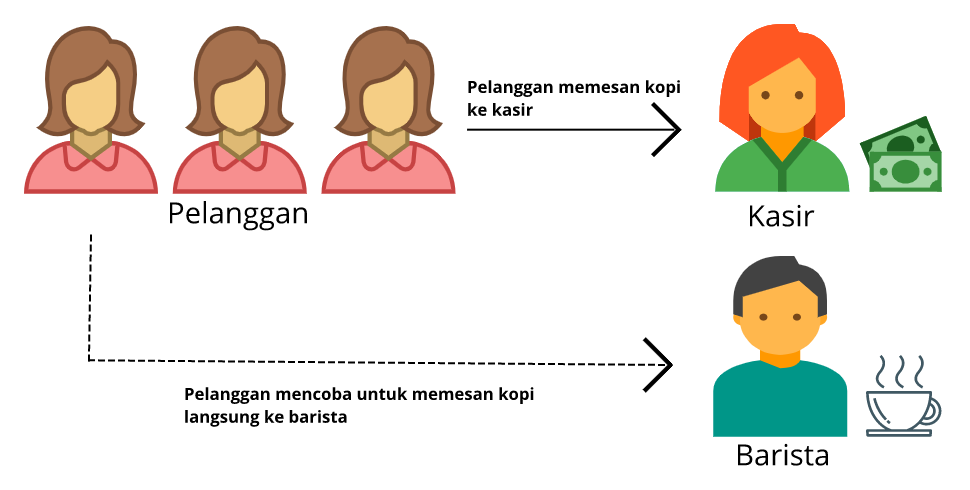 Pelanggan memesan kopi
ke kasir
Pelanggan
Kasir
Pelanggan mencoba untuk memesan kopi
langsung ke barista
Barista